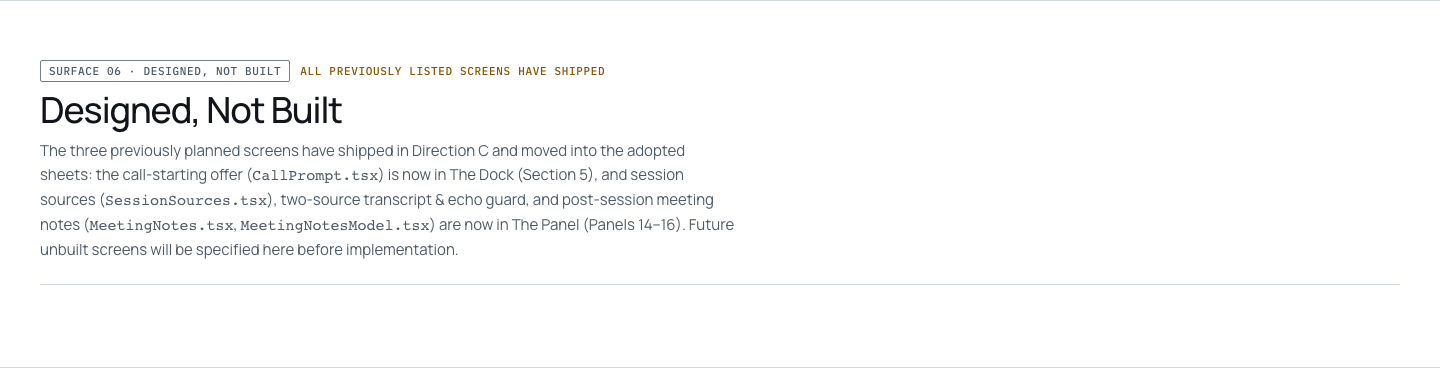 SURFACE 06 · DESIGNED, NOT BUILT ALL PREVIOUSLY LISTED SCREENS HAVE SHIPPED
Designed, Not Built
The three previously planned screens have shipped in Direction C and moved into the adopted
sheets: the call-starting offer (CallPrompt.tsx) is now in The Dock (Section 5), and session
sources (SessionSources.tsx), two-source transcript & echo guard, and post-session meeting
notes (MeetingNotes.tsx, MeetingNotesModel.tsx) are now in The Panel (Panels 14–16). Future
unbuilt screens will be specified here before implementation.